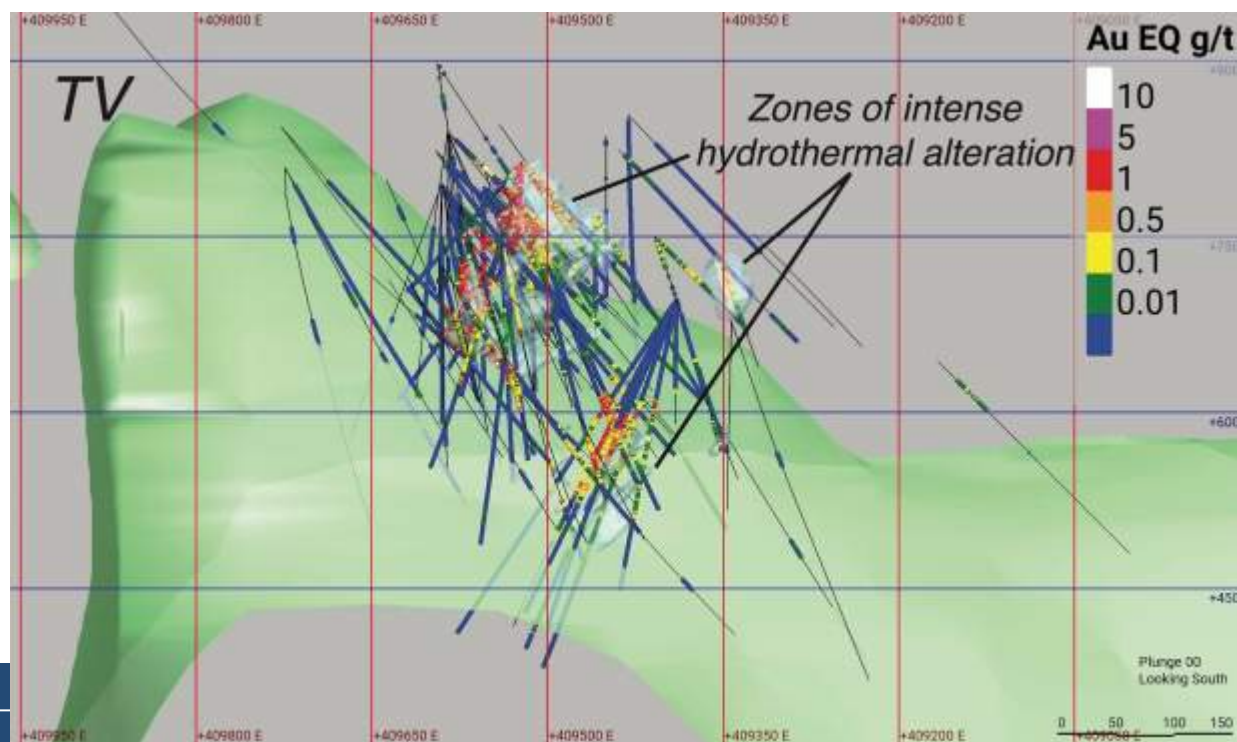 +409950 E
+409800 E
+409650 E
+409500 E
+409350 E
+409200 E
TV
Zones of intense
hydrothermal alteration
Au EQ g/t
10
5
1
0.5
0.1
0.01
+600
+450
Plunge 00
Looking South
0 50 100 150
+409950 E
+409800 E
+409650 E
+409500 E
+409350 E
+409200 E